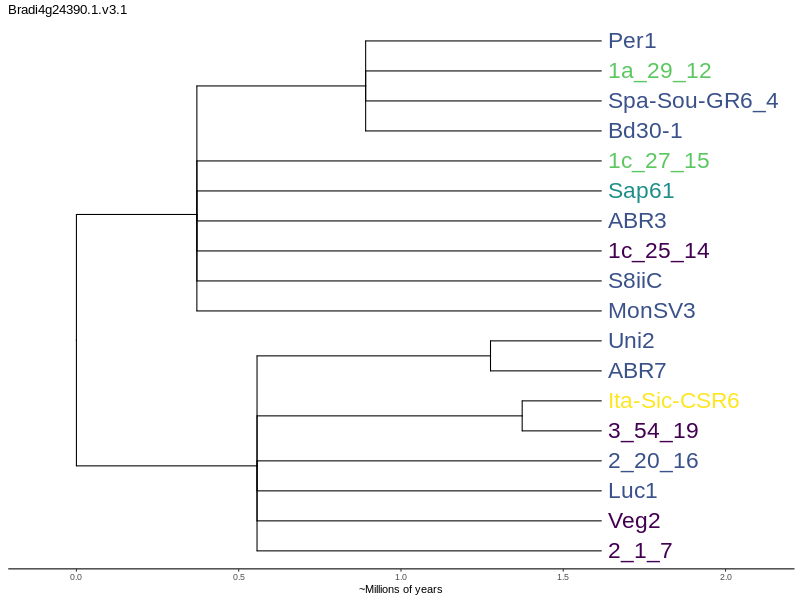 Bradi4g24390.1.v3.1
Per1
1a_29_12
Spa-Sou-GR6_4
Bd30-1
1c_27_15
Sap61
ABR3
1c_25_14
S8iiC
MonSV3
Uni2
ABR7
Ita-Sic-CSR6
3_54_19
2_20_16
Luc1
Veg2
2_1_7
0.0 0.5 1.0 1.5 2.0
~Millions of years